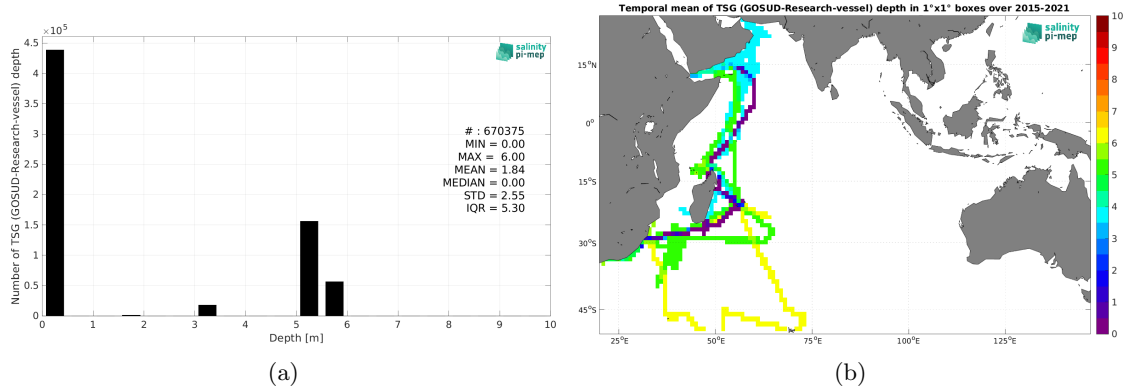 ×10⁵
4.5
4
3.5
3
2.5
2
1.5
1
0.5
0
Number of TSG (GOSUD-Research-vessel) depth
salinity
pi-mep
# : 670375
MIN = 0.00
MAX = 6.00
MEAN = 1.84
MEDIAN = 0.00
STD = 2.55
IQR = 5.30
0 1 2 3 4 5 6 7 8 9 10
Depth [m]
(a)
Temporal mean of TSG (GOSUD-Research-vessel) depth in 1°x1° boxes over 2015-2021
salinity
pi-mep
15°N
0°
15°S
30°S
45°S
25°E 50°E 75°E 100°E 125°E
10
9
8
7
6
5
4
3
2
1
0
(b)